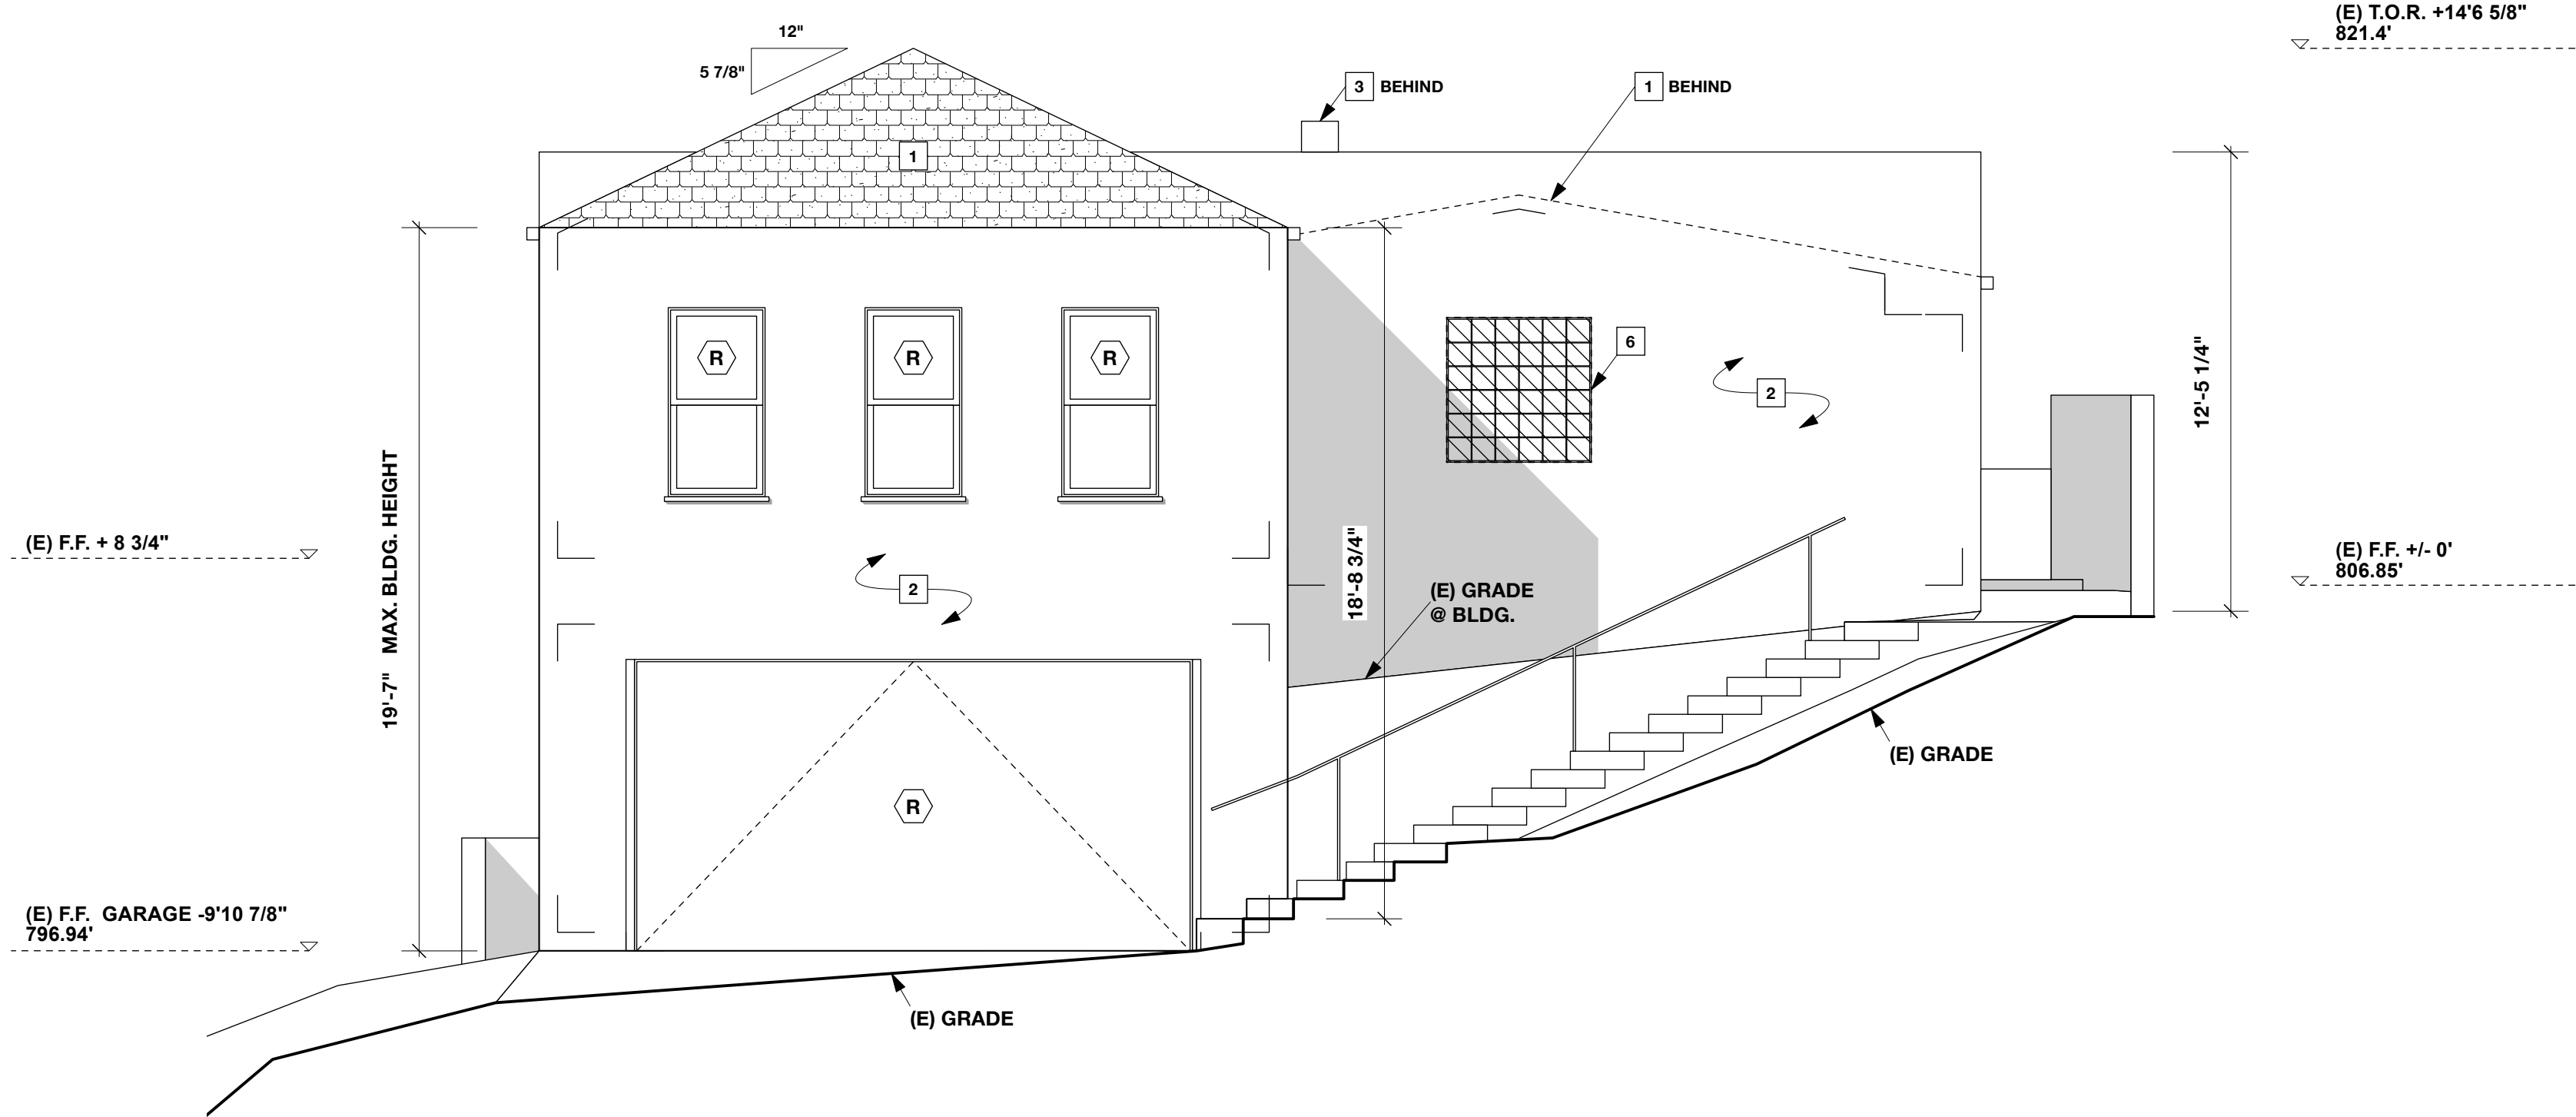 (E) T.O.R. +14'6 5/8"
821.4'
12"
5 7/8"
3 BEHIND
1 BEHIND
1
R
R
R
6
2
12'-5 1/4"
19'-7" MAX. BLDG. HEIGHT
18'-8 3/4"
(E) F.F. + 8 3/4"
(E) F.F. +/- 0'
806.85'
2
(E) GRADE
@ BLDG.
(E) GRADE
R
(E) F.F. GARAGE -9'10 7/8"
796.94'
(E) GRADE